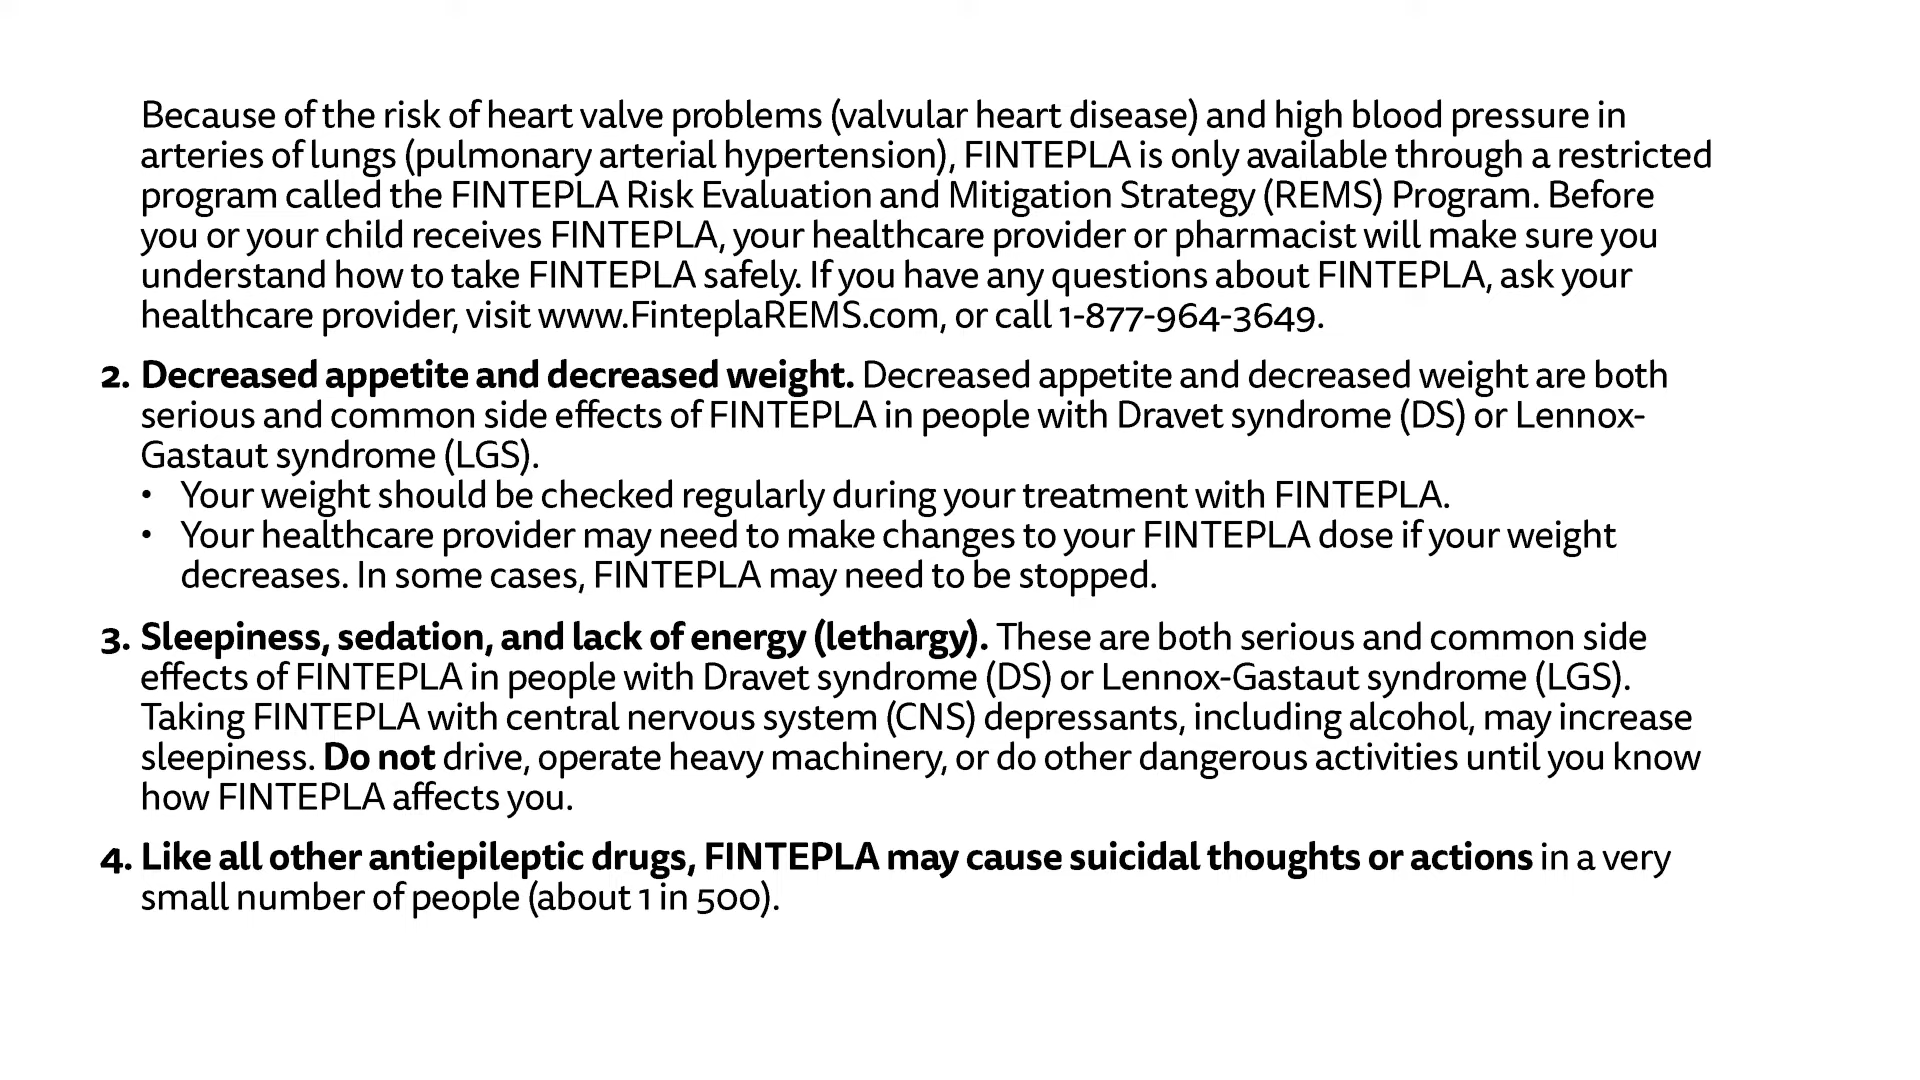 Because of the risk of heart valve problems (valvular heart disease) and high blood pressure in
arteries of lungs (pulmonary arterial hypertension), FINTEPLA is only available through a restricted
program called the FINTEPLA Risk Evaluation and Mitigation Strategy (REMS) Program. Before
you or your child receives FINTEPLA, your healthcare provider or pharmacist will make sure you
understand how to take FINTEPLA safely. If you have any questions about FINTEPLA, ask your
healthcare provider, visit www.FinteplaREMS.com, or call 1-877-964-3649.
2. Decreased appetite and decreased weight. Decreased appetite and decreased weight are both
serious and common side effects of FINTEPLA in people with Dravet syndrome (DS) or Lennox-
Gastaut syndrome (LGS).
• Your weight should be checked regularly during your treatment with FINTEPLA.
• Your healthcare provider may need to make changes to your FINTEPLA dose if your weight
decreases. In some cases, FINTEPLA may need to be stopped.
3. Sleepiness, sedation, and lack of energy (lethargy). These are both serious and common side
effects of FINTEPLA in people with Dravet syndrome (DS) or Lennox-Gastaut syndrome (LGS).
Taking FINTEPLA with central nervous system (CNS) depressants, including alcohol, may increase
sleepiness. Do not drive, operate heavy machinery, or do other dangerous activities until you know
how FINTEPLA affects you.
4. Like all other antiepileptic drugs, FINTEPLA may cause suicidal thoughts or actions in a very
small number of people (about 1 in 500).